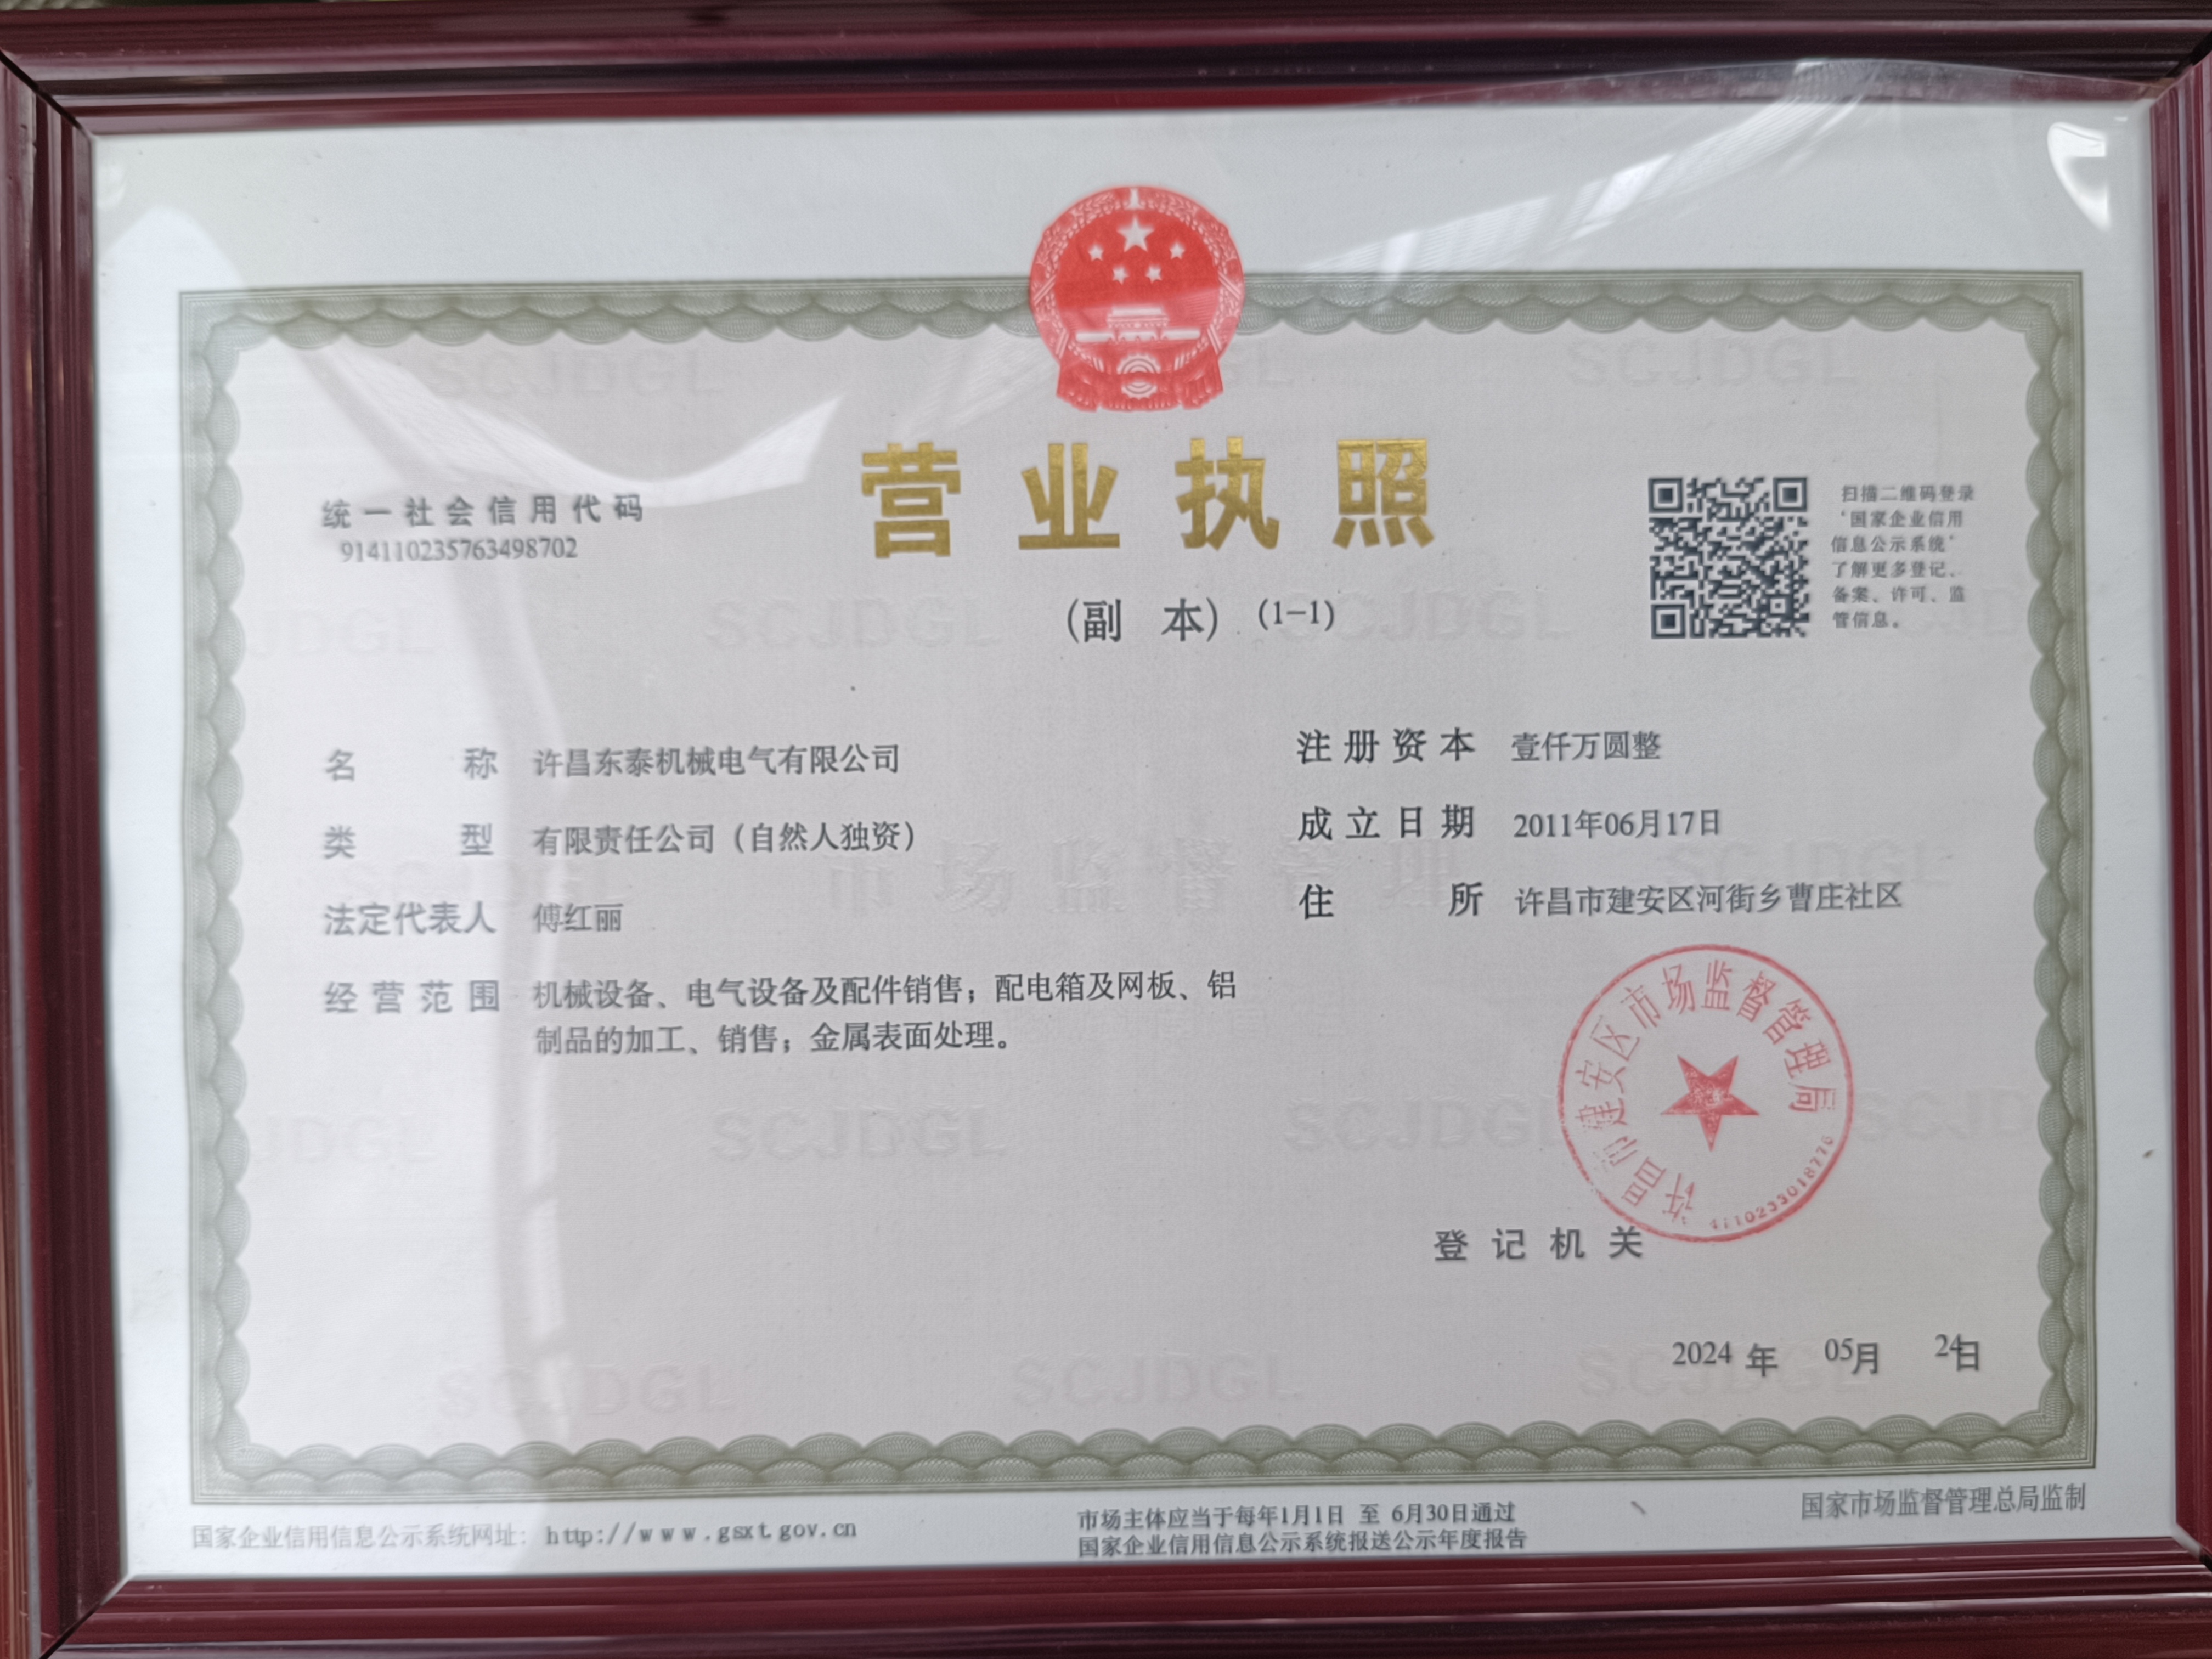 营业执照
(副 本) (1-1)
统一社会信用代码
914110235763498702
扫描二维码登录
‘国家企业信用
信息公示系统’
了解更多登记、
备案、许可、监
管信息。
名 称 许昌东泰机械电气有限公司
类 型 有限责任公司（自然人独资）
法定代表人 傅红丽
经营范围 机械设备、电气设备及配件销售；配电箱及网板、铝
制品的加工、销售；金属表面处理。
注册资本 壹仟万圆整
成立日期 2011年06月17日
住 所 许昌市建安区河街乡曹庄社区
许昌市建安区市场监督管理局
4110233018776
登记机关
2024 年 05月 24日
国家企业信用信息公示系统网址：http://www.gsxt.gov.cn
市场主体应当于每年1月1日 至 6月30日通过
国家企业信用信息公示系统报送公示年度报告
国家市场监督管理总局监制
市场监督管理
SCJDGL